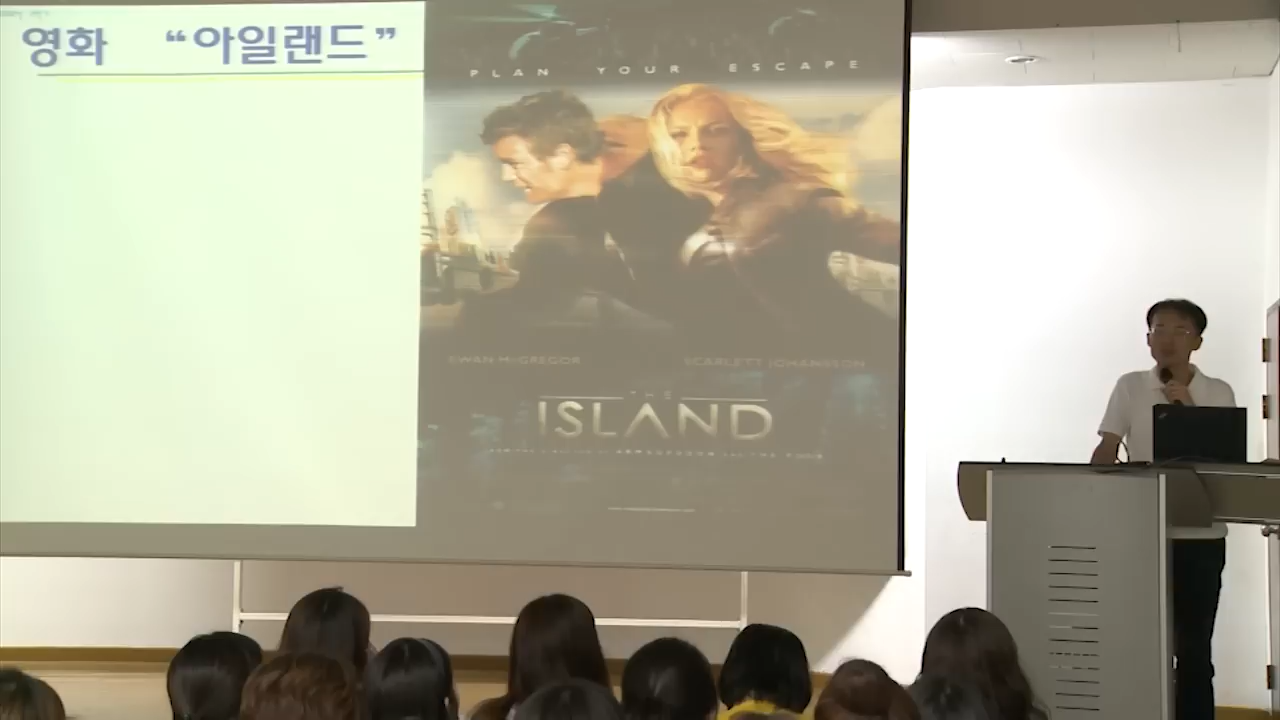 영화 “아일랜드”
PLAN YOUR ESCAPE
EWAN McGREGOR SCARLETT JOHANSSON
THE
ISLAND